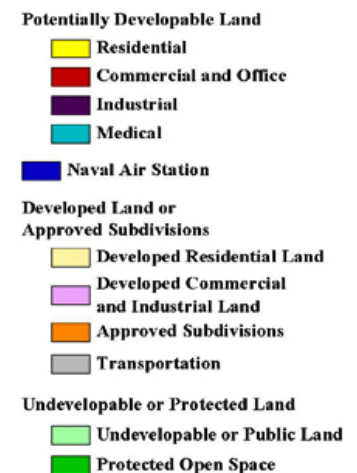 Potentially Developable Land
Residential
Commercial and Office
Industrial
Medical
Naval Air Station
Developed Land or
Approved Subdivisions
Developed Residential Land
Developed Commercial
and Industrial Land
Approved Subdivisions
Transportation
Undevelopable or Protected Land
Undevelopable or Public Land
Protected Open Space